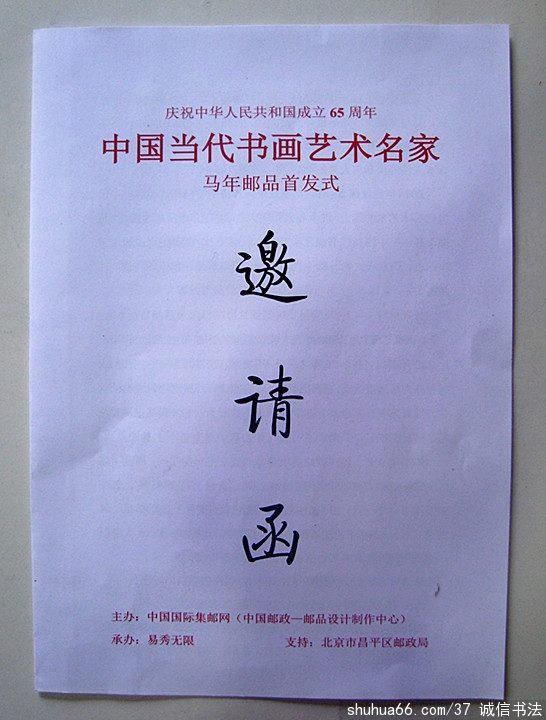 庆祝中华人民共和国成立 65 周年
中国当代书画艺术名家
马年邮品首发式
邀
请
函
主办：中国国际集邮网（中国邮政—邮品设计制作中心）
承办：易秀无限 支持：北京市昌平区邮政局
shuhua66.com/37 诚信书法